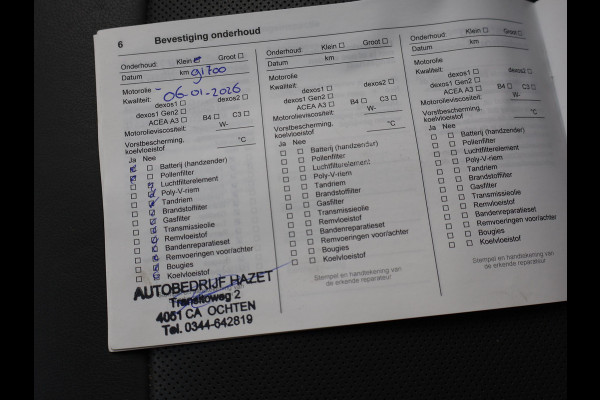 6 Bevestiging onderhoud
Onderhoud: Klein Groot
Datum km 91700
Motorolie -
Kwaliteit: 06-01-2026
dexos1 dexos2
dexos1 Gen2
ACEA A3 B4 C3
Motorolieviscositeit: W-
Vorstbescherming, koelvloeistof °C
Ja Nee
Batterij (handzender)
Pollenfilter
Luchtfilterelement
Poly-V-riem
Tandriem
Brandstoffilter
Gasfilter
Transmissieolie
Remvloeistof
Bandenreparatieset
Remvoeringen voor/achter
Bougies
Koelvloeistof
AUTOBEDRIJF HAZET
Transitoweg 2
4051 CA OCHTEN
Tel. 0344-642819
Onderhoud: Klein Groot
Datum km
Motorolie
Kwaliteit:
dexos1 dexos2
dexos1 Gen2
ACEA A3 B4 C3
Motorolieviscositeit: W-
Vorstbescherming, koelvloeistof °C
Ja Nee
Batterij (handzender)
Pollenfilter
Luchtfilterelement
Poly-V-riem
Tandriem
Brandstoffilter
Gasfilter
Transmissieolie
Remvloeistof
Bandenreparatieset
Remvoeringen voor/achter
Bougies
Koelvloeistof
Stempel en handtekening van
de erkende reparateur
Onderhoud: Klein Groot
Datum km
Motorolie
Kwaliteit:
dexos1 dexos2
dexos1 Gen2
ACEA A3 B4 C3
Motorolieviscositeit: W-
Vorstbescherming, koelvloeistof °C
Ja Nee
Batterij (handzender)
Pollenfilter
Luchtfilterelement
Poly-V-riem
Tandriem
Brandstoffilter
Gasfilter
Transmissieolie
Remvloeistof
Bandenreparatieset
Remvoeringen voor/achter
Bougies
Koelvloeistof
Stempel en handtekening van
de erkende reparateur